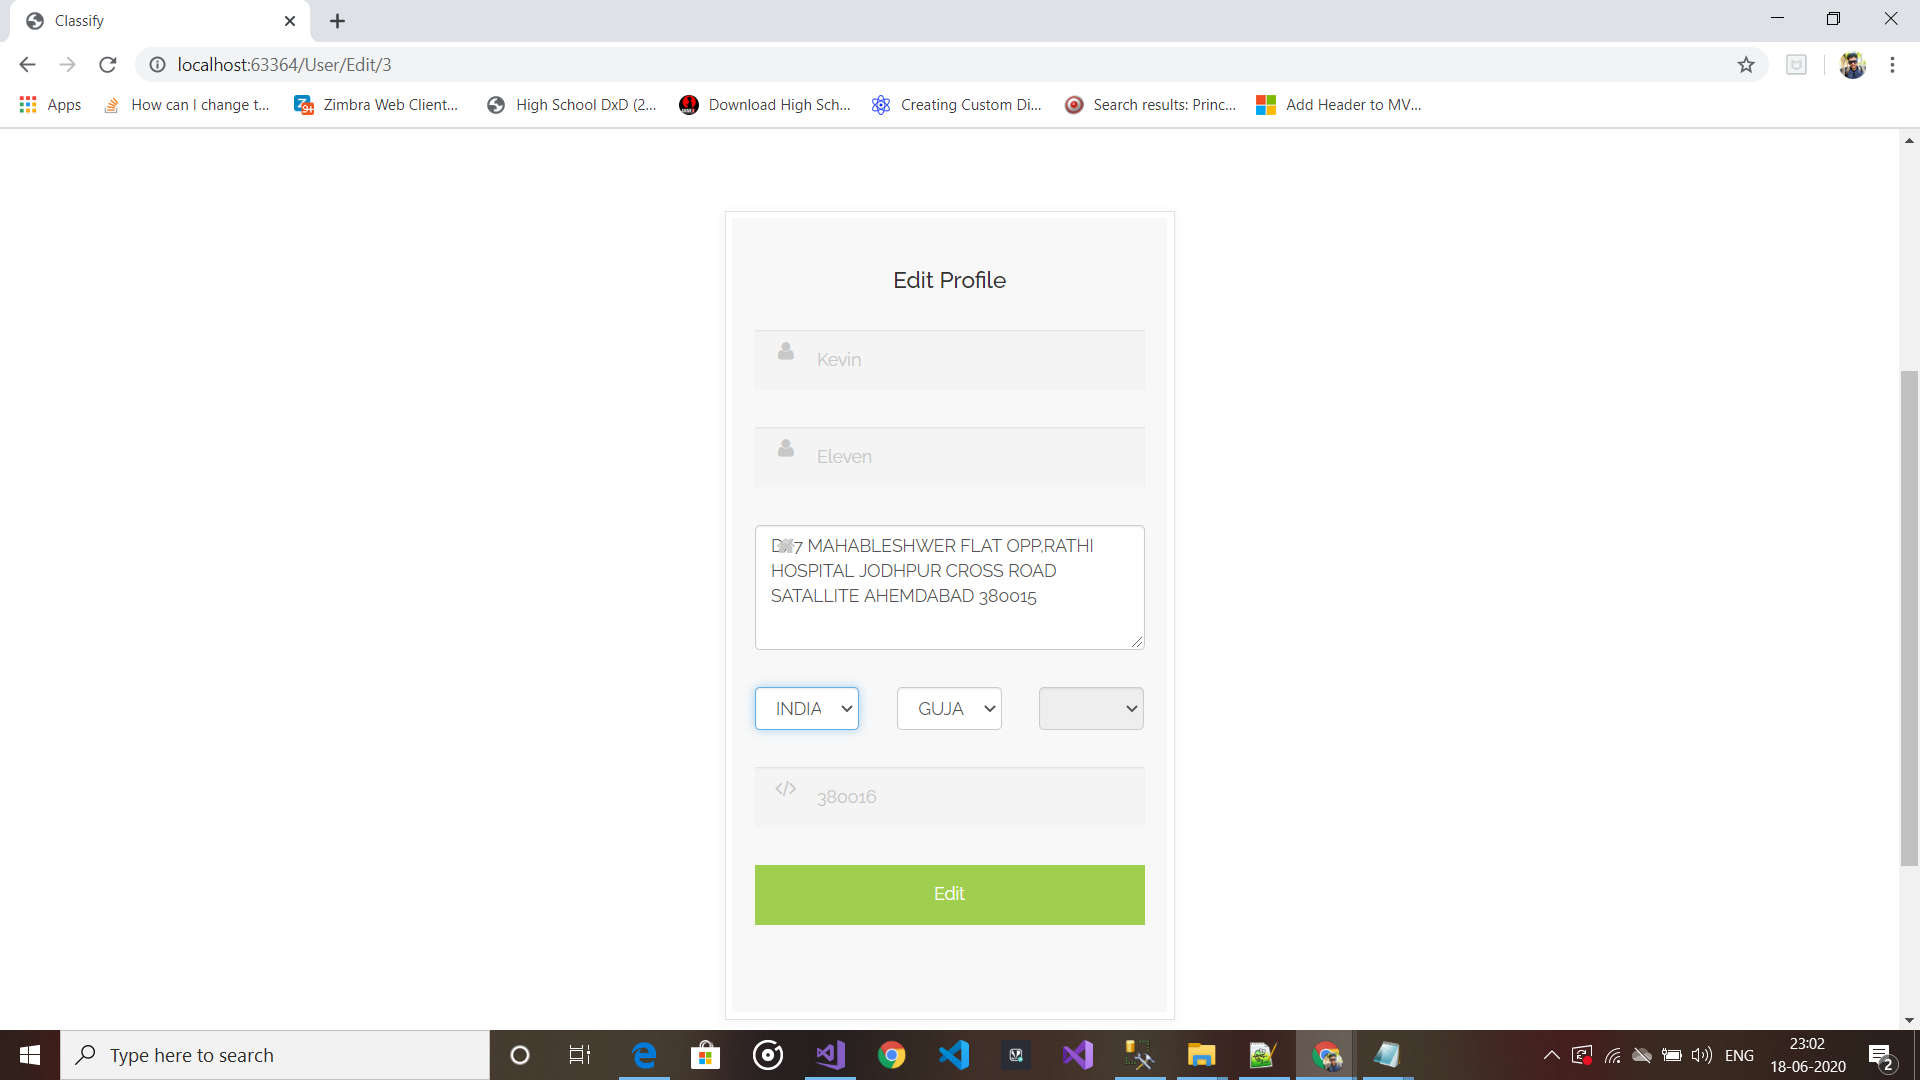 Classify
localhost:63364/User/Edit/3
Apps
How can I change t...
Zimbra Web Client...
High School DxD (2...
Download High Sch...
Creating Custom Di...
Search results: Princ...
Add Header to MV...
Edit Profile
Kevin
Eleven
7 MAHABLESHWER FLAT OPP,RATHI
HOSPITAL JODHPUR CROSS ROAD
SATALLITE AHEMDABAD 380015
INDIA GUJA
380016
Edit
Type here to search
ENG
23:02
18-06-2020
2